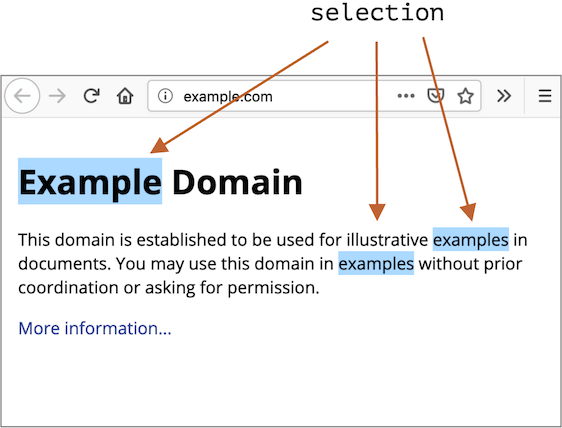 selection
example.com
Example Domain
This domain is established to be used for illustrative examples in
documents. You may use this domain in examples without prior
coordination or asking for permission.
More information...